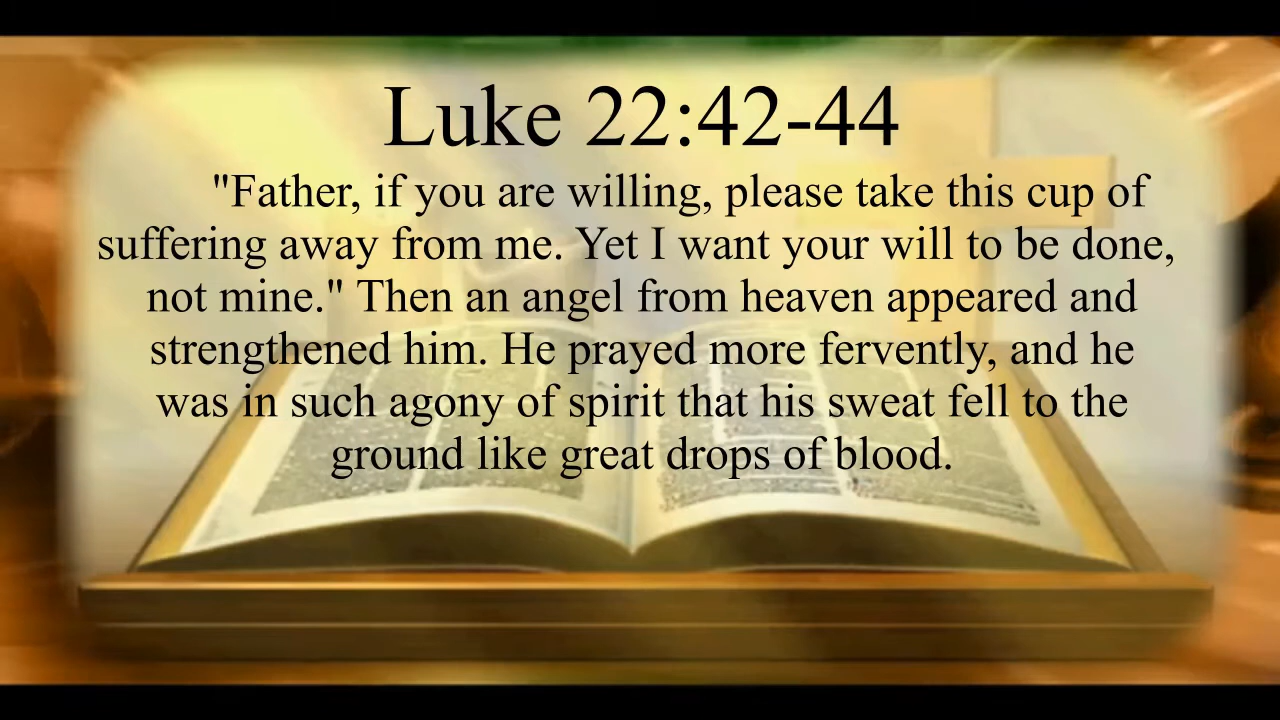 Luke 22:42-44
"Father, if you are willing, please take this cup of
suffering away from me. Yet I want your will to be done,
not mine." Then an angel from heaven appeared and
strengthened him. He prayed more fervently, and he
was in such agony of spirit that his sweat fell to the
ground like great drops of blood.